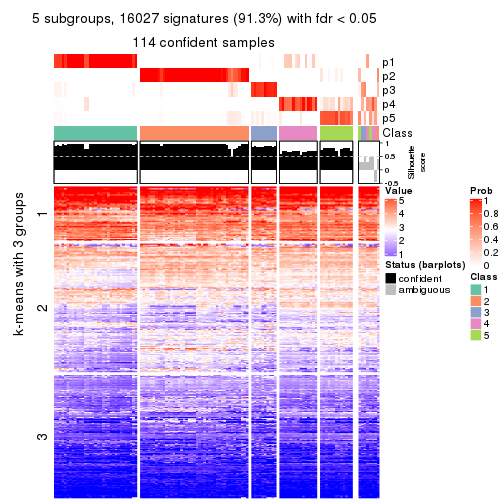 5 subgroups, 16027 signatures (91.3%) with fdr < 0.05
114 confident samples
p1
p2
p3
p4
p5
Class
1
0.5
0
-0.5
Silhouette
score
k-means with 3 groups
1
2
3
Value
5
4
3
2
1
Status (barplots)
confident
ambiguous
Prob
1
0.8
0.6
0.4
0.2
0
Class
1
2
3
4
5